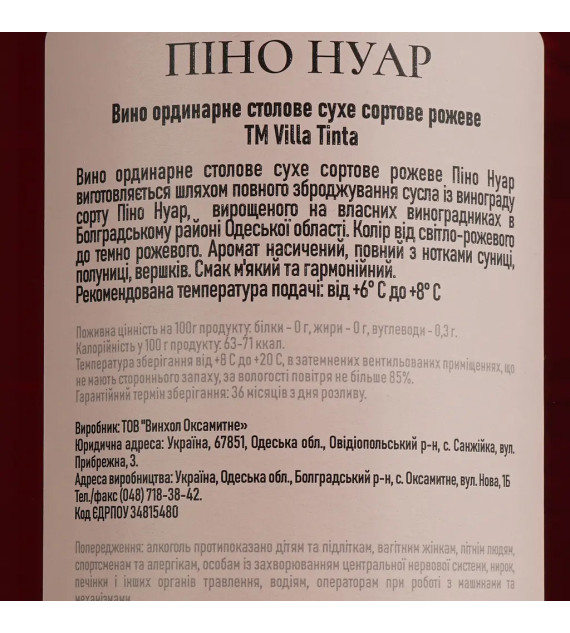 ПІНО НУАР
Вино ординарне столове сухе сортове рожеве
ТМ Villa Tinta
Вино ординарне столове сухе сортове рожеве Піно Нуар
виготовляється шляхом повного зброджування сусла із винограду
сорту Піно Нуар, вирощеного на власних виноградниках в
Болградському районі Одеської області. Колір від світло-рожевого
до темно рожевого. Аромат насичений, повний з нотками суниці,
полуниці, вершків. Смак м'який та гармонійний.
Рекомендована температура подачі: від +6° С до +8° С
Поживна цінність на 100г продукту: білки - 0 г, жири - 0 г, вуглеводи - 0,3 г.
Калорійність у 100 г продукту: 63-71 ккал.
Температура зберігання від +8 С до +20 С, в затемнених вентильованих приміщеннях, що
не мають стороннього запаху, за вологості повітря не більше 85%.
Гарантійний термін зберігання: 36 місяців з дня розливу.
Виробник: ТОВ "Винхол Оксамитне»
Юридична адреса: Україна, 67851, Одеська обл., Овідіопольський р-н, с. Санжійка, вул.
Прибрежна, 3.
Адреса виробництва: Україна, Одеська обл., Болградський р-н, с. Оксамитне, вул. Нова, 1Б
Тел./факс (048) 718-38-42.
Код ЄДРПОУ 34815480
Попередження: алкоголь протипоказано дітям та підліткам, вагітним жінкам, літнім людям,
спортсменам та алергікам, особам із захворюванням центральної нервової системи, нирок,
печінки і інших органів травлення, водіям, операторам при роботі з машинами та
механізмами.